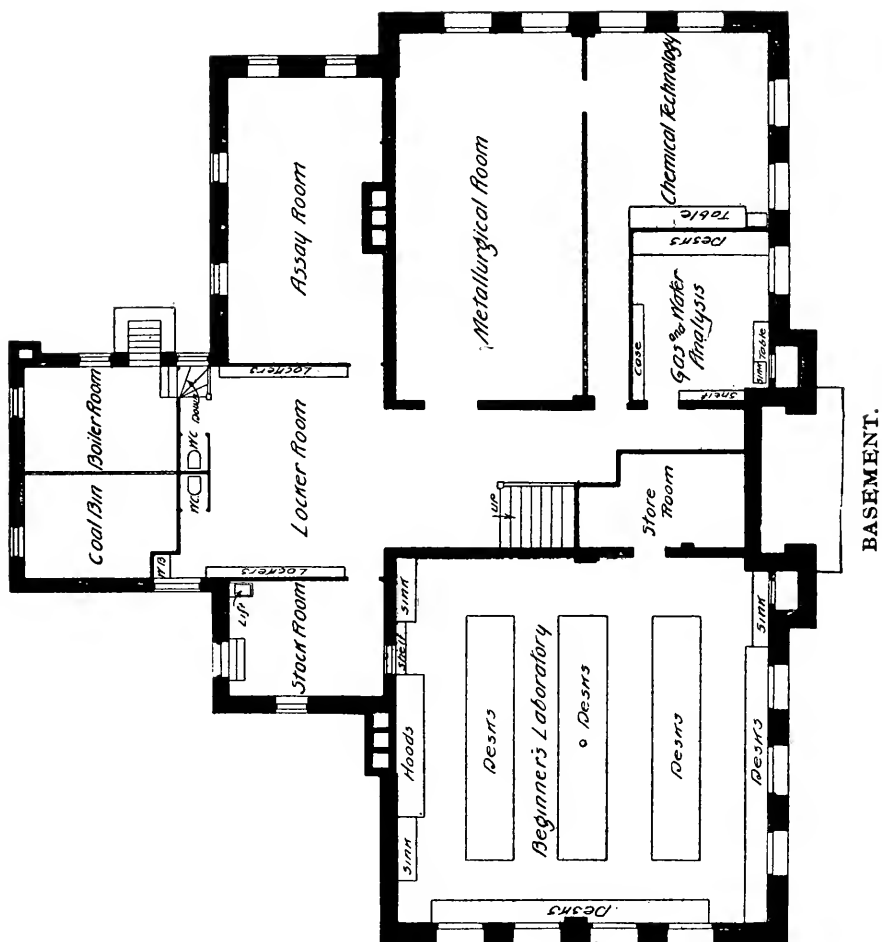 Coal Bin
Boiler Room
W.B
W.C.
W.C
Down
Lockers
Locker Room
Lockers
Assay Room
Stock Room
Lift
Metallurgical Room
Chemical Technology
Table
Desks
Gas and Water
Analysis
Case
Shelf
Sink
Table
Up
Store
Room
Sink
Shelf
Hoods
Sink
Beginner's Laboratory
Desks
Desks
Desks
Desks
Desks
Sink
BASEMENT.